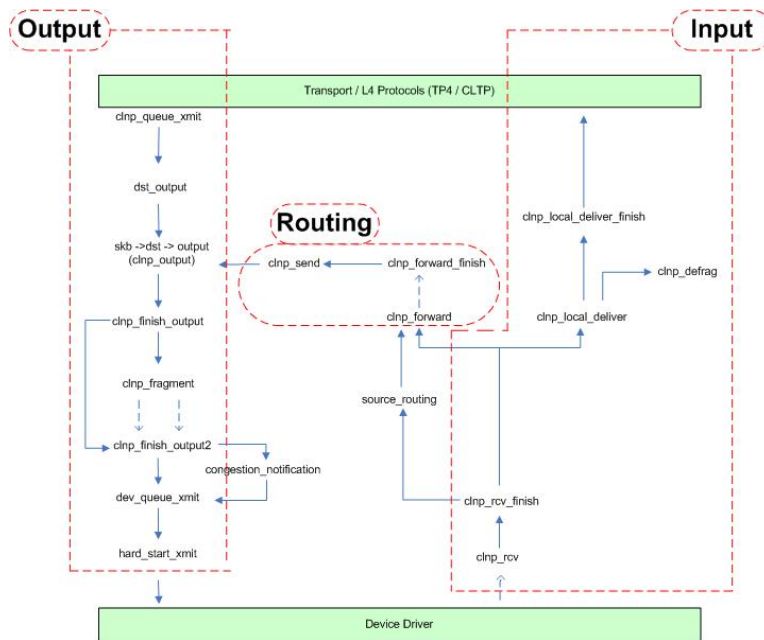 Output
Input
Transport / L4 Protocols (TP4 / CLTP)
clnp_queue_xmit
dst_output
skb ->dst -> output
(clnp_output)
clnp_finish_output
clnp_fragment
clnp_finish_output2
congestion_notification
dev_queue_xmit
hard_start_xmit
Routing
clnp_send
clnp_forward_finish
clnp_forward
source_routing
clnp_local_deliver_finish
clnp_defrag
clnp_local_deliver
clnp_rcv_finish
clnp_rcv
Device Driver